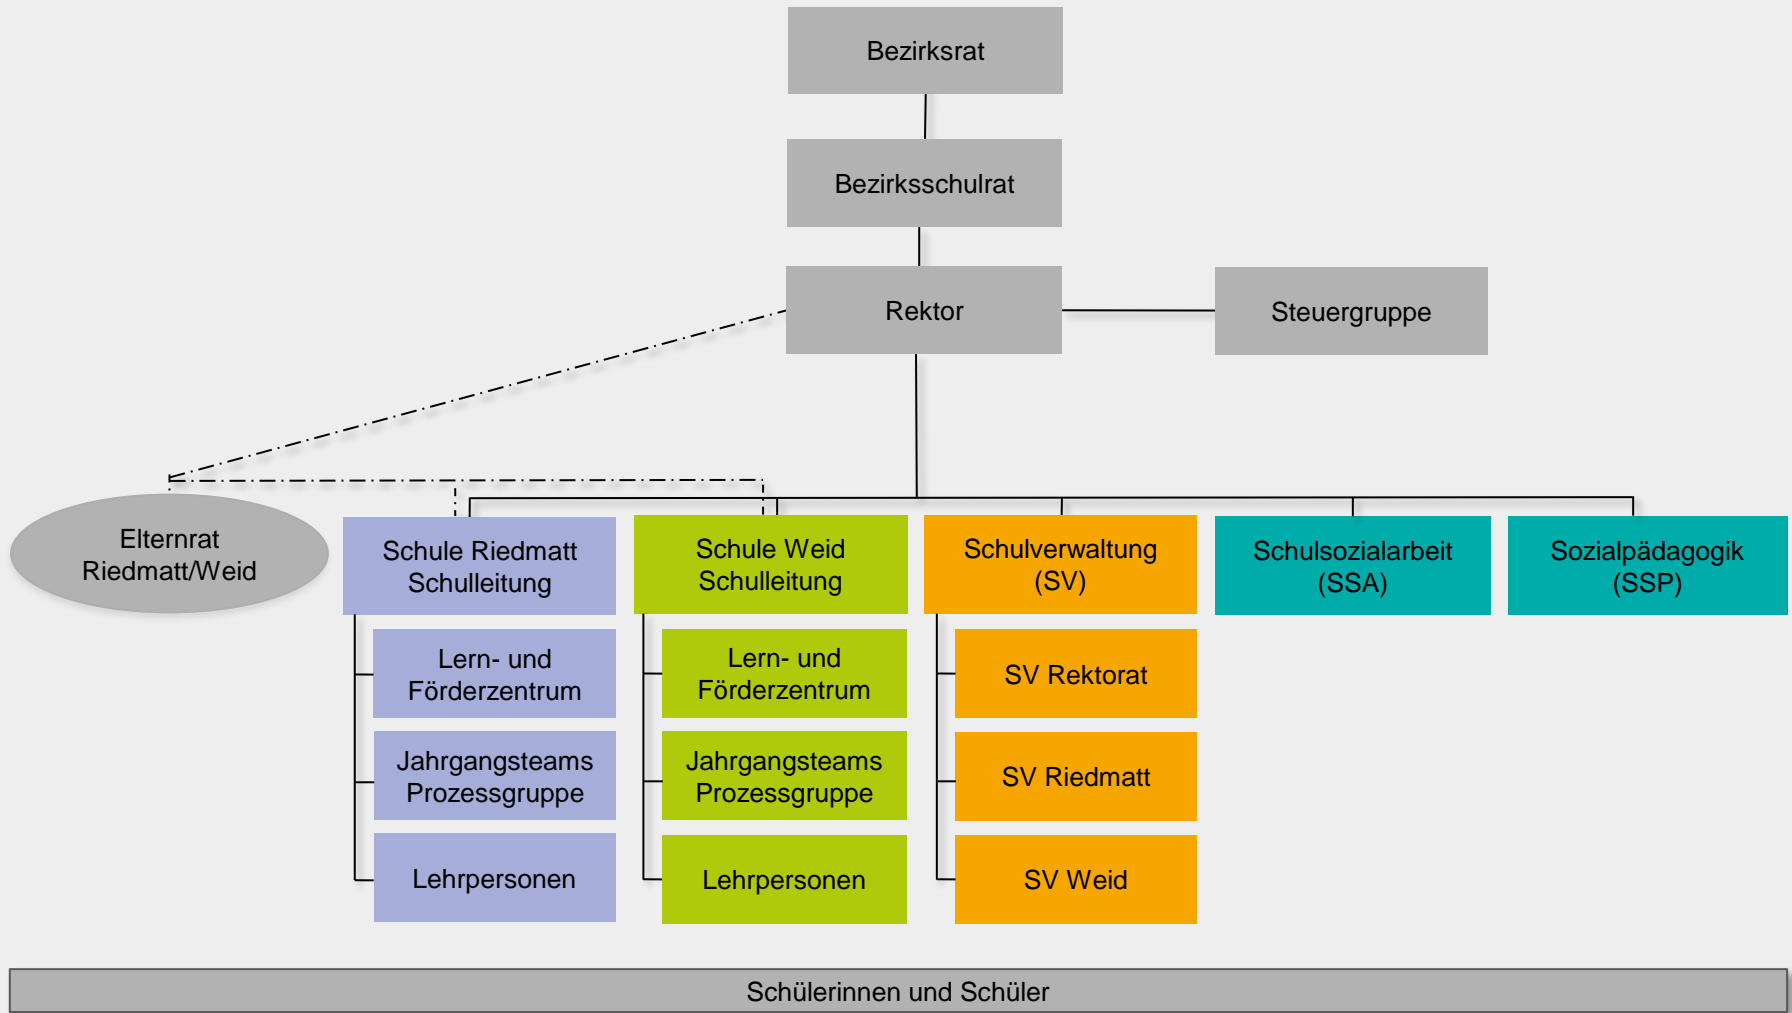 Bezirksrat
Bezirksschulrat
Rektor
Steuergruppe
Elternrat
Riedmatt/Weid
Schule Riedmatt
Schulleitung
Lern- und
Förderzentrum
Jahrgangsteams
Prozessgruppe
Lehrpersonen
Schule Weid
Schulleitung
Lern- und
Förderzentrum
Jahrgangsteams
Prozessgruppe
Lehrpersonen
Schulverwaltung
(SV)
SV Rektorat
SV Riedmatt
SV Weid
Schulsozialarbeit
(SSA)
Sozialpädagogik
(SSP)
Schülerinnen und Schüler